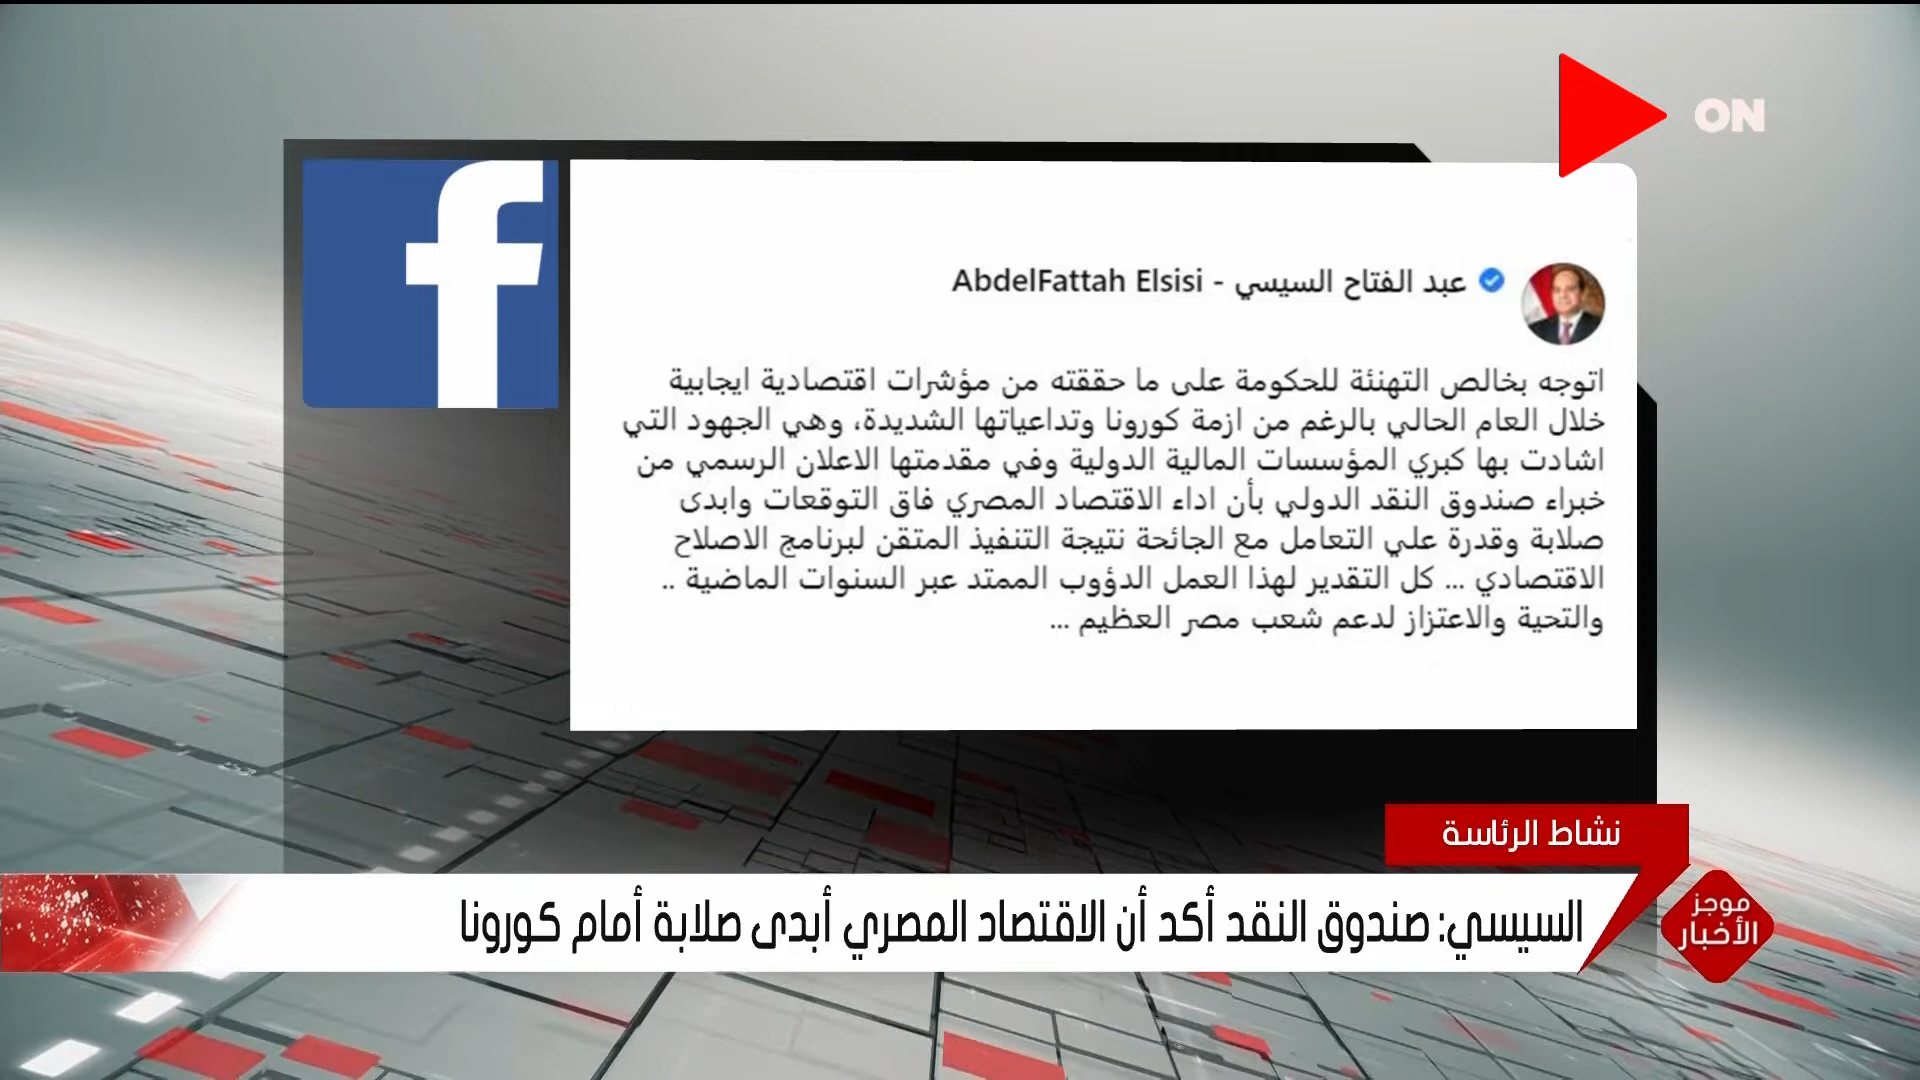 ON
عبد الفتاح السيسي - AbdelFattah Elsisi
اتوجه بخالص التهنئة للحكومة على ما حققته من مؤشرات اقتصادية ايجابية
خلال العام الحالي بالرغم من ازمة كورونا وتداعياتها الشديدة، وهي الجهود التي
اشادت بها كبري المؤسسات المالية الدولية وفي مقدمتها الاعلان الرسمي من
خبراء صندوق النقد الدولي بأن اداء الاقتصاد المصري فاق التوقعات وابدى
صلابة وقدرة علي التعامل مع الجائحة نتيجة التنفيذ المتقن لبرنامج الاصلاح
الاقتصادي ... كل التقدير لهذا العمل الدؤوب الممتد عبر السنوات الماضية ..
والتحية والاعتزاز لدعم شعب مصر العظيم ...
نشاط الرئاسة
السيسي: صندوق النقد أكد أن الاقتصاد المصري أبدى صلابة أمام كورونا
موجز
الأخبار